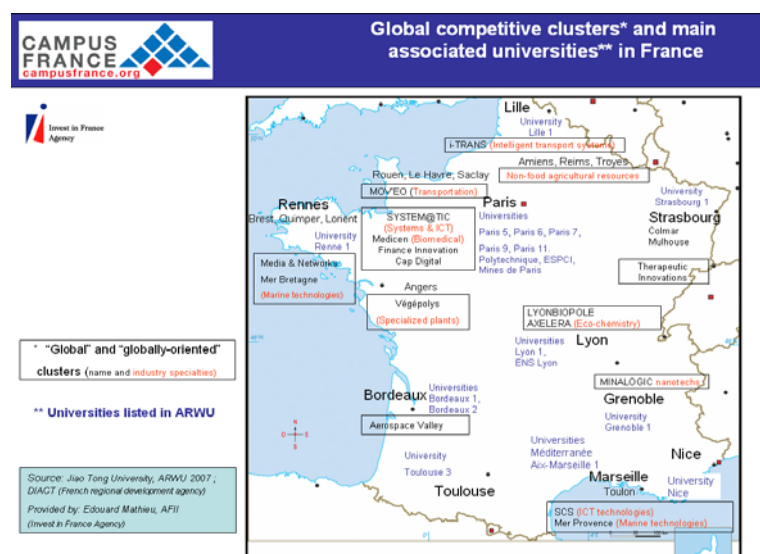 CAMPUS
FRANCE
campusfrance.org
Global competitive clusters* and main
associated universities** in France
Invest in France
Agency
Lille
University
Lille 1
i-TRANS (Intelligent transport systems)
Amiens, Reims, Troyes
Non-food agricultural resources
Rouen, Le Havre, Saclay
MOV'EO (Transportation)
Paris
Universities
Paris 5, Paris 6, Paris 7,
Paris 9, Paris 11.
Polytechnique, ESPCI,
Mines de Paris
University
Strasbourg 1
Strasbourg
Colmar
Mulhouse
Therapeutic
Innovations
Rennes
Brest, Quimper, Lorient
University
Renne 1
SYSTEM@TIC
(Systems & ICT)
Medicen (Biomedical)
Finance Innovation
Cap Digital
Media & Networks
Mer Bretagne
(Marine technologies)
Angers
Végépolys
(Specialized plants)
LYONBIOPOLE
AXELERA (Eco-chemistry)
Universities
Lyon 1,
ENS Lyon
Lyon
MINALOGIC nanotechs)
Grenoble
University
Grenoble 1
Bordeaux
Universities
Bordeaux 1,
Bordeaux 2
Aerospace Valley
University
Toulouse 3
Toulouse
Universities
Méditerranée
Aix-Marseille 1
Marseille
Toulon
Nice
University
Nice
SCS (ICT technologies)
Mer Provence (Marine technologies)
* "Global" and "globally-oriented"
clusters (name and industry specialties)
** Universities listed in ARWU
Source: Jiao Tong University, ARWU 2007 ;
DIACT (French regional development agency)
Provided by: Edouard Mathieu, AFII
(Invest in France Agency)